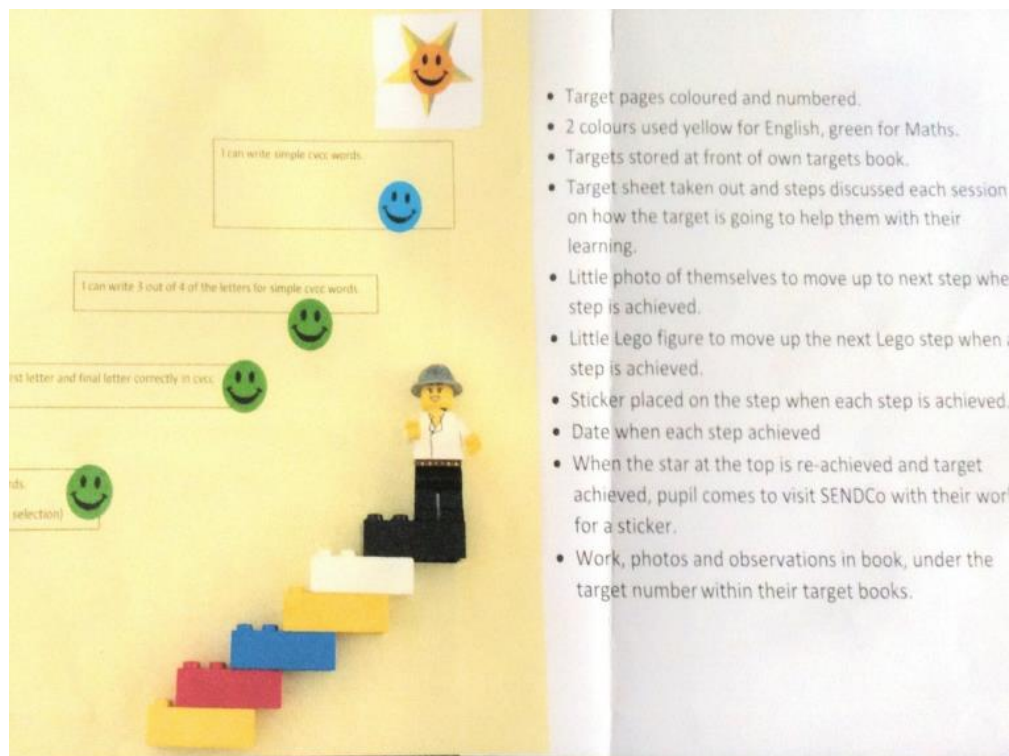 I can write simple cvcc words.
I can write 3 out of 4 of the letters for simple cvcc words.
letter and final letter correctly in cvcc
selection)
• Target pages coloured and numbered.
• 2 colours used yellow for English, green for Maths.
• Targets stored at front of own targets book.
• Target sheet taken out and steps discussed each session
on how the target is going to help them with their
learning.
• Little photo of themselves to move up to next step whe
step is achieved.
• Little Lego figure to move up the next Lego step when a
step is achieved.
• Sticker placed on the step when each step is achieved.
• Date when each step achieved
• When the star at the top is re-achieved and target
achieved, pupil comes to visit SENDCo with their wor
for a sticker.
• Work, photos and observations in book, under the
target number within their target books.